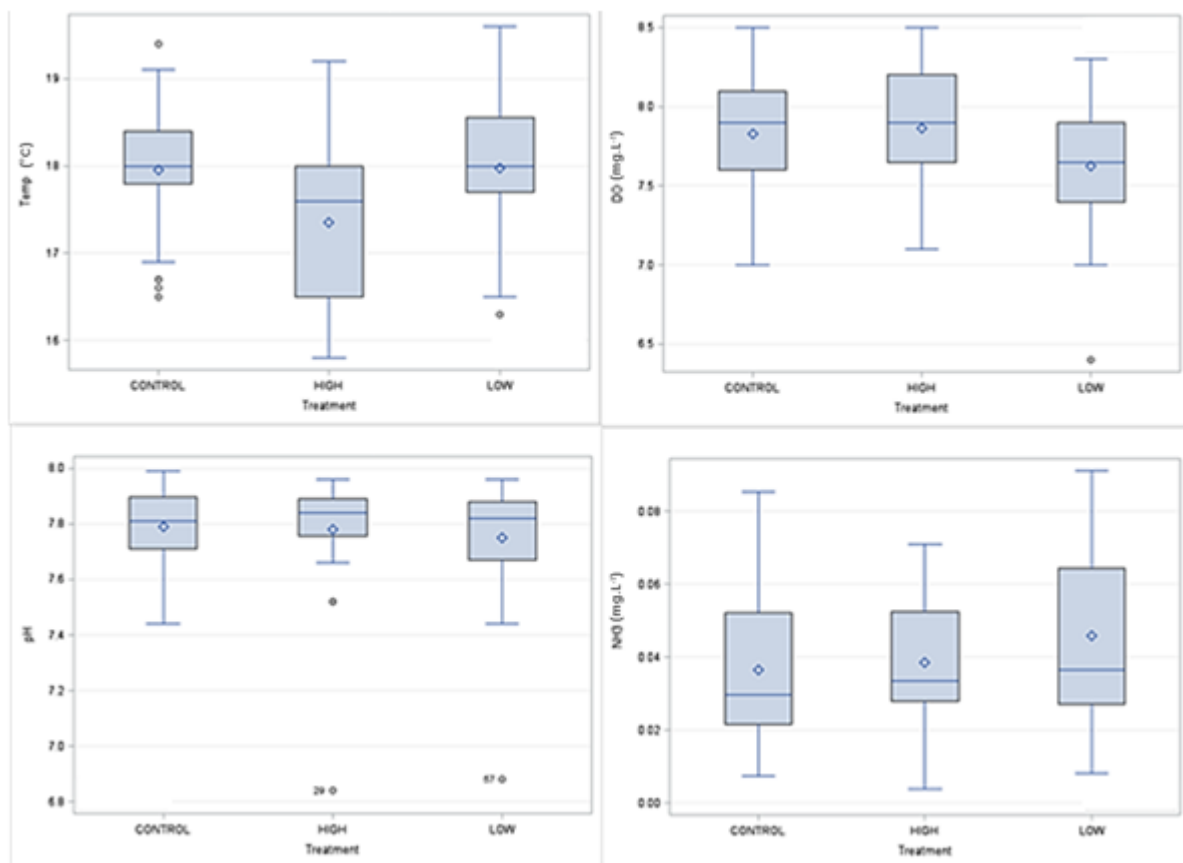 Temp (°C)
19
18
17
16
CONTROL HIGH LOW
Treatment
DO (mg.L⁻¹)
8.5
8.0
7.5
7.0
6.5
CONTROL HIGH LOW
Treatment
pH
8.0
7.8
7.6
7.4
7.2
7.0
6.8
29
67
CONTROL HIGH LOW
Treatment
NH3 (mg.L⁻¹)
0.08
0.06
0.04
0.02
0.00
CONTROL HIGH LOW
Treatment